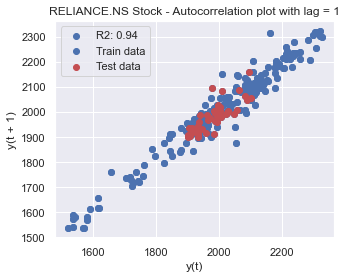 RELIANCE.NS Stock - Autocorrelation plot with lag = 1
R2: 0.94
Train data
Test data
2300
2200
2100
2000
1900
1800
1700
1600
1500
y(t + 1)
1600 1800 2000 2200
y(t)